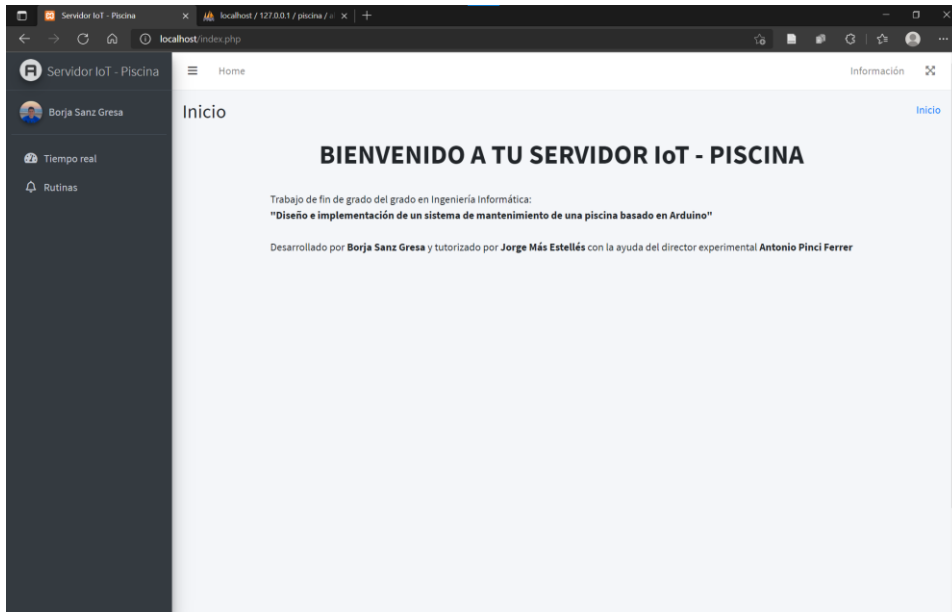 Servidor IoT - Piscina
localhost / 127.0.0.1 / piscina /
localhost/index.php
Servidor IoT - Piscina
Home
Información
Borja Sanz Gresa
Inicio
Inicio
Tiempo real
Rutinas
BIENVENIDO A TU SERVIDOR IoT - PISCINA
Trabajo de fin de grado del grado en Ingeniería Informática:
"Diseño e implementación de un sistema de mantenimiento de una piscina basado en Arduino"
Desarrollado por Borja Sanz Gresa y tutorizado por Jorge Más Estellés con la ayuda del director experimental Antonio Pinci Ferrer